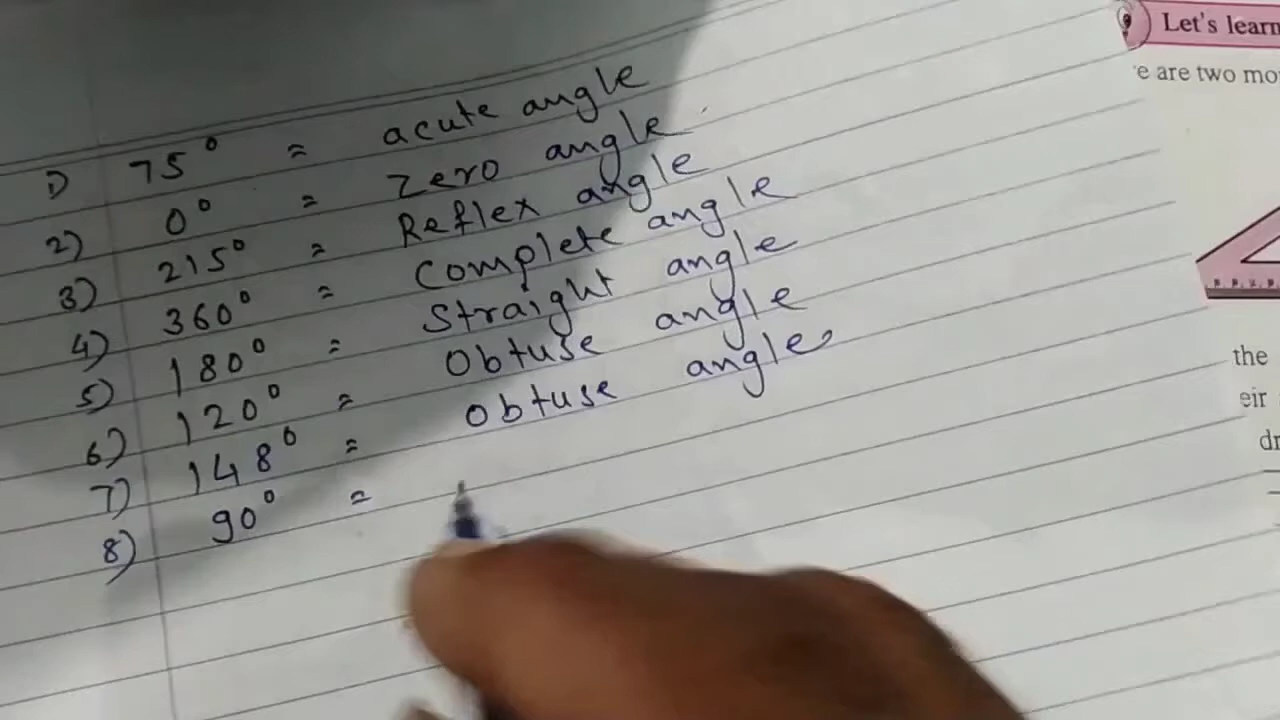 1) 75° = acute angle
2) 0° = Zero angle
3) 215° = Reflex angle
4) 360° = Complete angle
5) 180° = Straight angle
6) 120° = Obtuse angle
7) 148° = obtuse angle
8) 90° =
Let's learn
e are two mo
the
eir